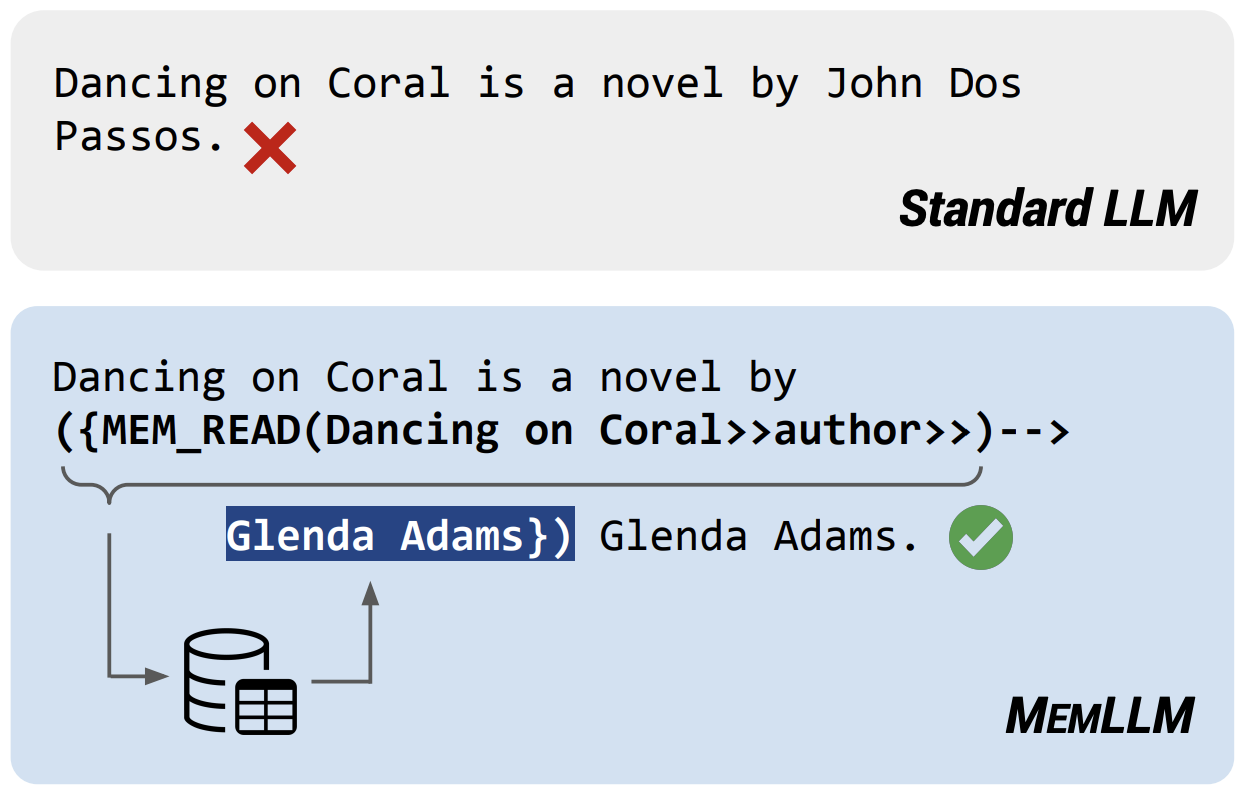 Dancing on Coral is a novel by John Dos
Passos.
Standard LLM
Dancing on Coral is a novel by
({MEM_READ(Dancing on Coral>>author>>)-->
Glenda Adams}) Glenda Adams.
MEMLLM